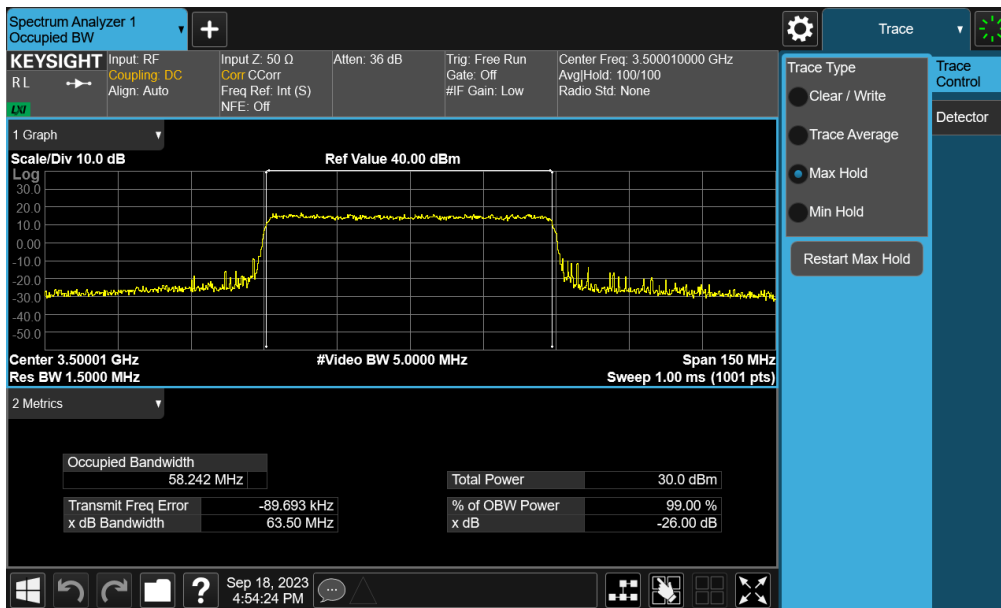 Spectrum Analyzer 1
Occupied BW
Trace
KEYSIGHT
R L
LXI
Input: RF
Coupling: DC
Align: Auto
Input Z: 50 Ω
Corr CCorr
Freq Ref: Int (S)
NFE: Off
Atten: 36 dB
Trig: Free Run
Gate: Off
#IF Gain: Low
Center Freq: 3.500010000 GHz
Avg|Hold: 100/100
Radio Std: None
Trace Type
Clear / Write
Trace Average
Max Hold
Min Hold
Restart Max Hold
Trace
Control
Detector
1 Graph
Scale/Div 10.0 dB
Ref Value 40.00 dBm
Log
30.0
20.0
10.0
0.00
-10.0
-20.0
-30.0
-40.0
-50.0
Center 3.50001 GHz
#Video BW 5.0000 MHz
Span 150 MHz
Res BW 1.5000 MHz
Sweep 1.00 ms (1001 pts)
2 Metrics
Occupied Bandwidth
58.242 MHz
Total Power 30.0 dBm
Transmit Freq Error -89.693 kHz
% of OBW Power 99.00 %
x dB Bandwidth 63.50 MHz
x dB -26.00 dB
?
Sep 18, 2023
4:54:24 PM